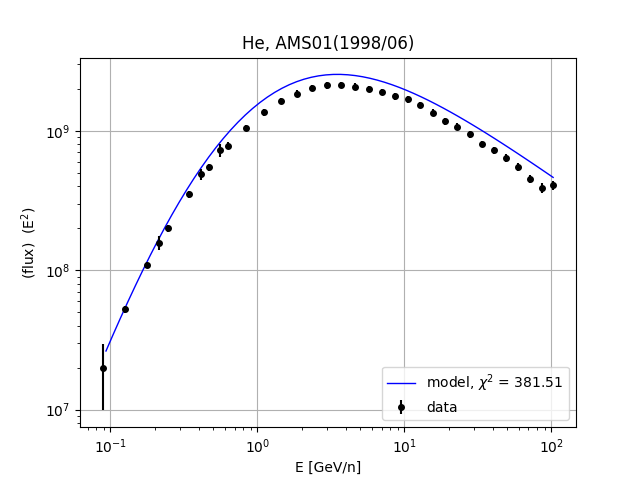 He, AMS01(1998/06)
(flux) (E²)
10⁹
10⁸
10⁷
model, χ² = 381.51
data
10⁻¹ 10⁰ 10¹ 10²
E [GeV/n]